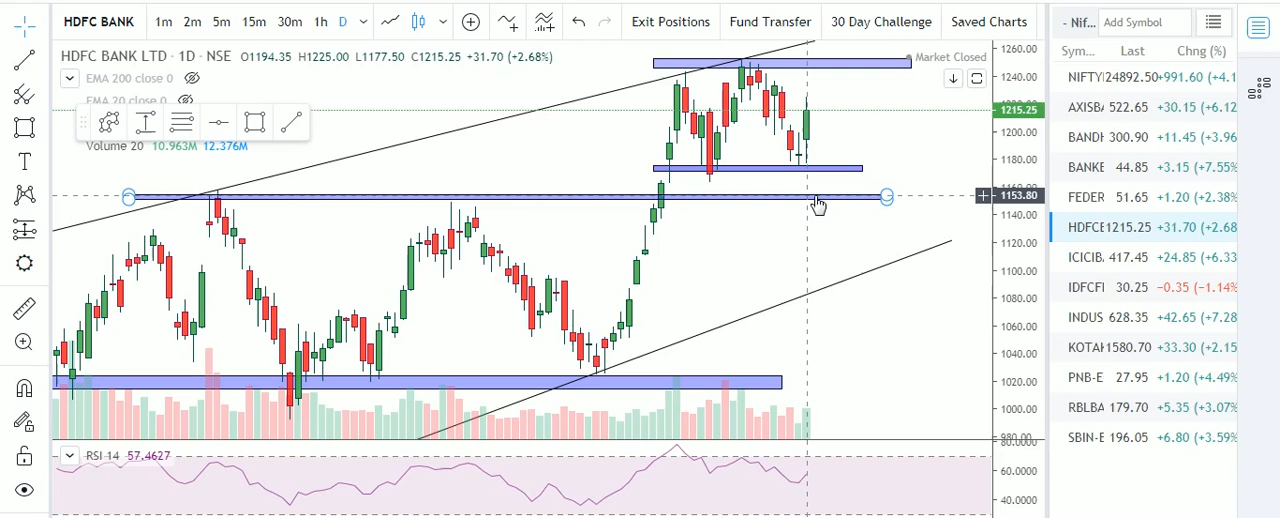 HDFC BANK 1m 2m 5m 15m 30m 1h D Exit Positions Fund Transfer 30 Day Challenge Saved Charts - Nif... Add Symbol
HDFC BANK LTD · 1D · NSE O1194.35 H1225.00 L1177.50 C1215.25 +31.70 (+2.68%) Market Closed
EMA 200 close 0
EMA 20 close 0
Volume 20 10.963M 12.376M
T
1260.00
1240.00
1215.25
1200.00
1180.00
1153.80
1140.00
1120.00
1100.00
1080.00
1060.00
1040.00
1020.00
1000.00
980.00
RSI 14 57.4627
80.0000
60.0000
40.0000
Sym... Last Chng (%)
NIFTY 24892.50 +991.60 (+4.1
AXISBA 522.65 +30.15 (+6.12
BANDH 300.90 +11.45 (+3.96
BANKE 44.85 +3.15 (+7.55%)
FEDER 51.65 +1.20 (+2.38%)
HDFCE 1215.25 +31.70 (+2.68
ICICIB. 417.45 +24.85 (+6.33
IDFCFI 30.25 −0.35 (−1.14%
INDUS 628.35 +42.65 (+7.28
KOTAK 1580.70 +33.30 (+2.15
PNB-E 27.95 +1.20 (+4.49%)
RBLBA 179.70 +5.35 (+3.07%
SBIN-E 196.05 +6.80 (+3.59%